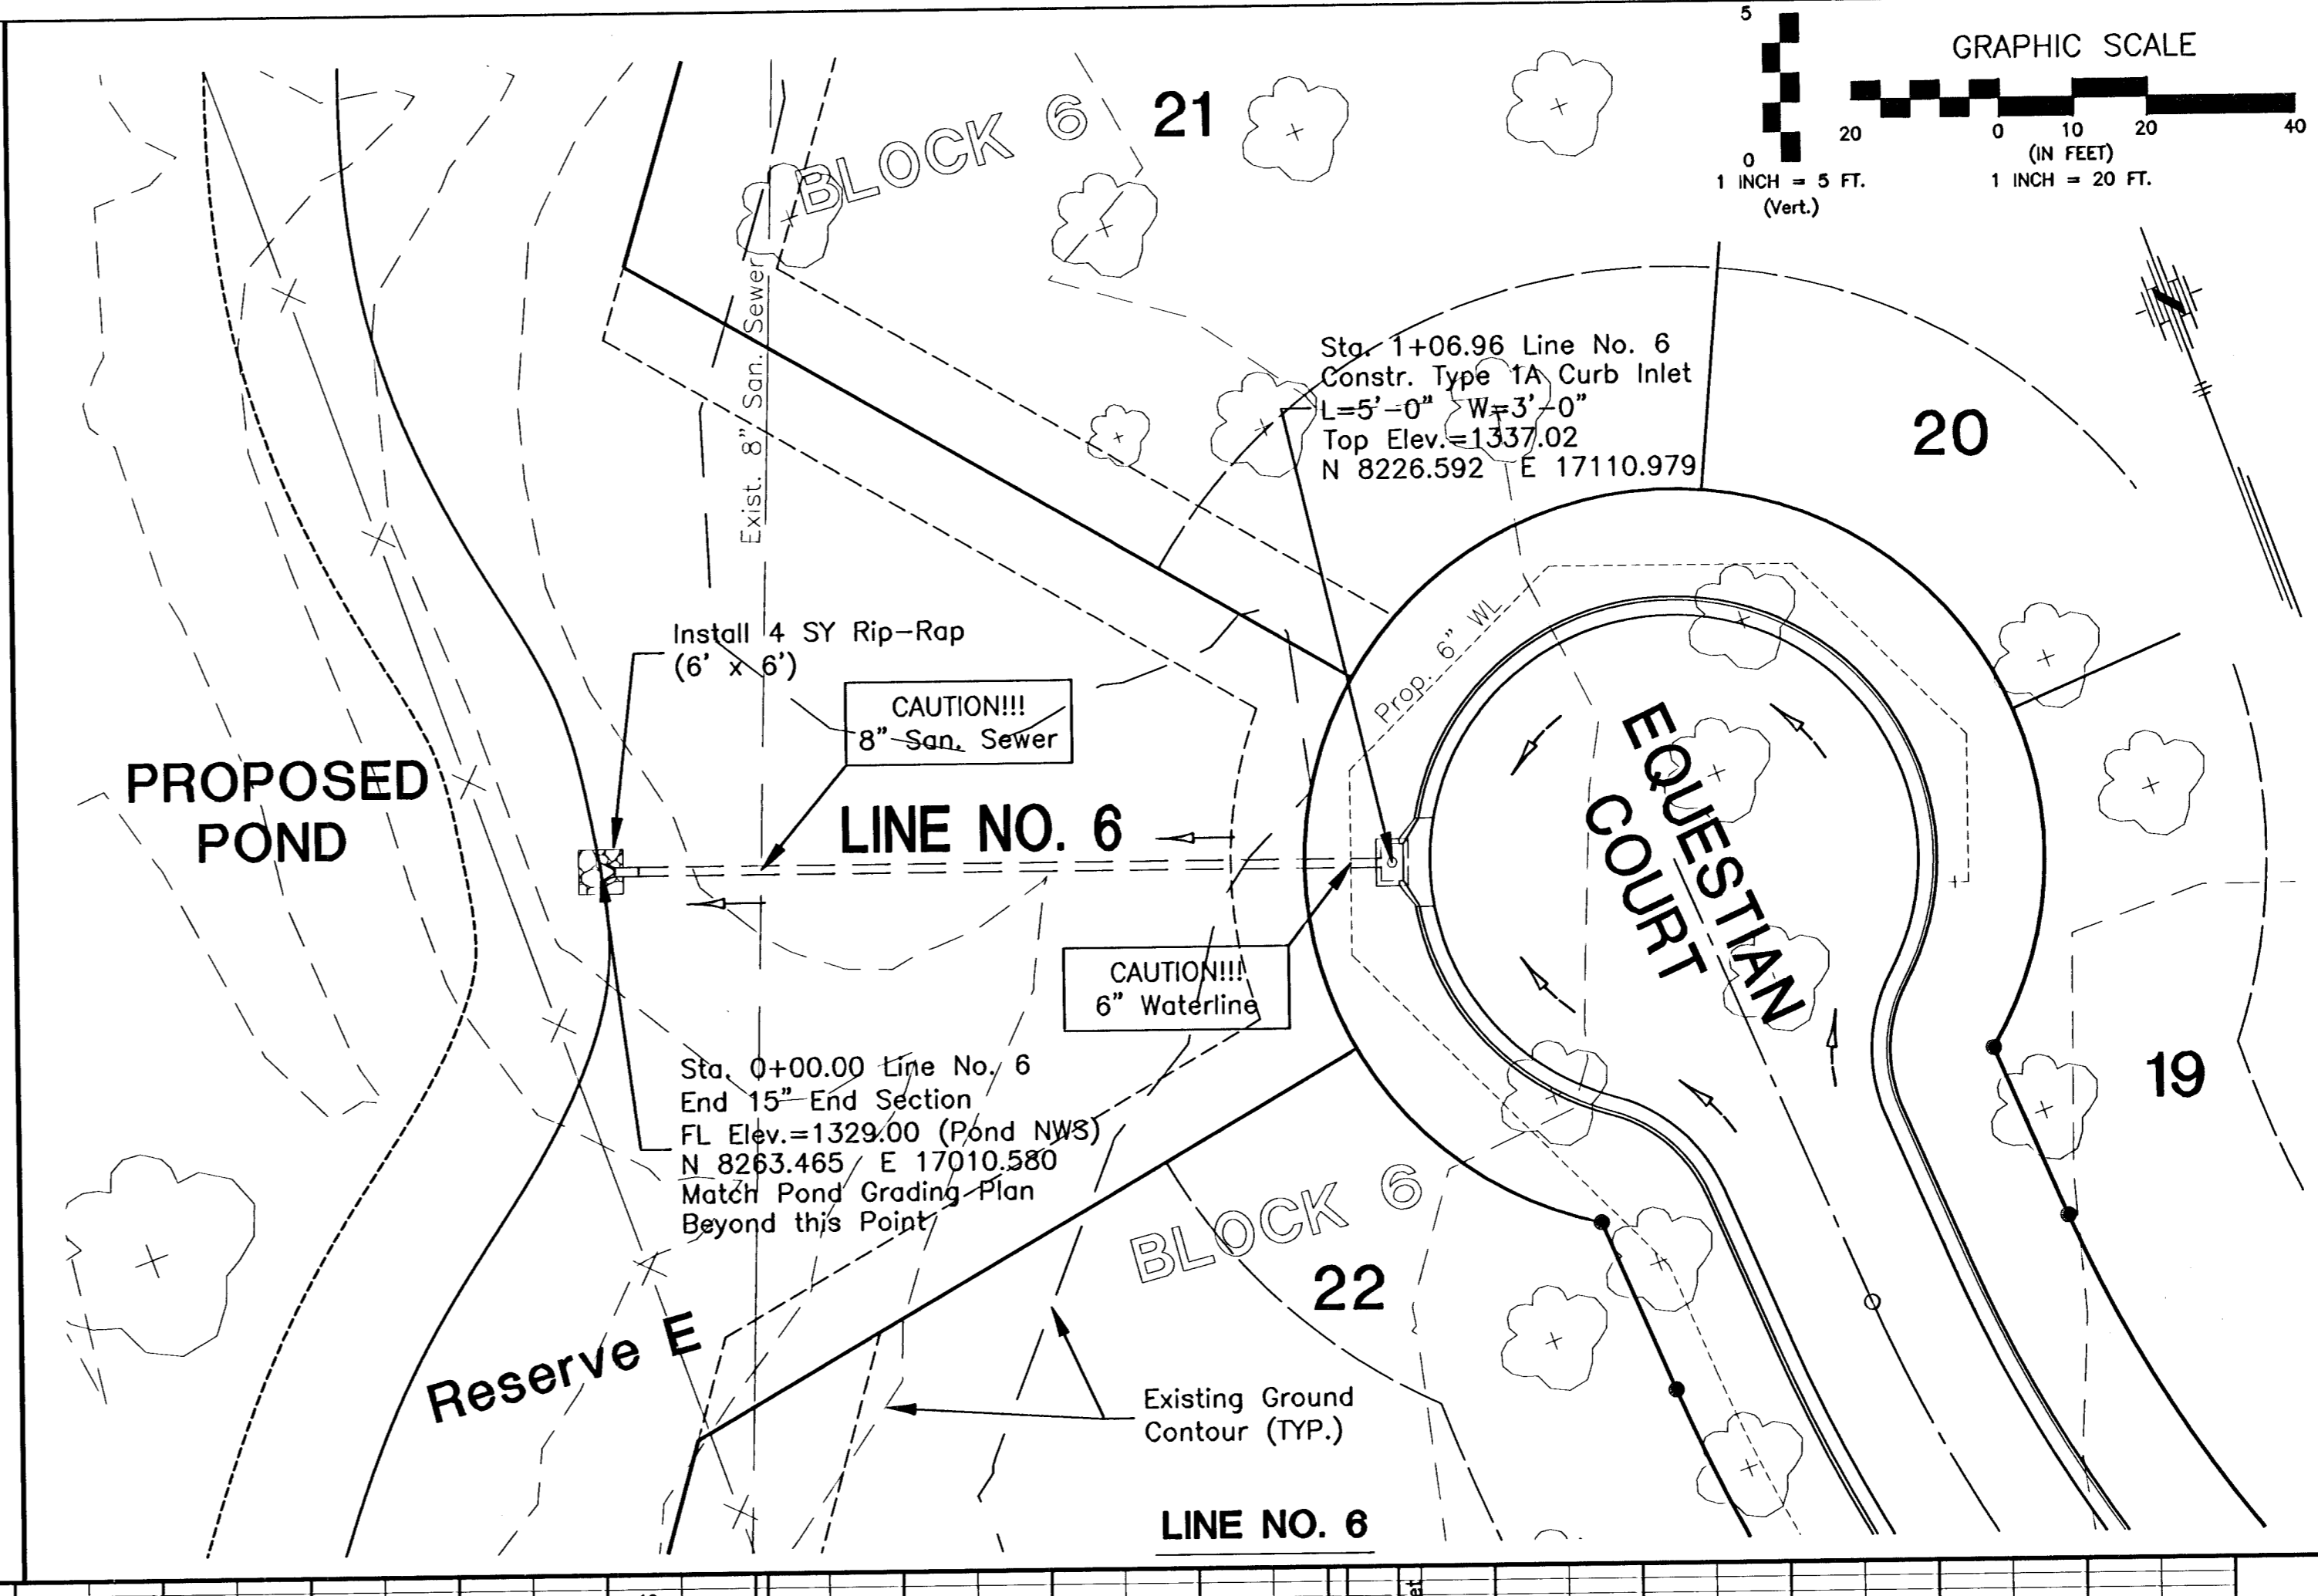 5
GRAPHIC SCALE
20 0 10 20 40
0
(IN FEET)
1 INCH = 5 FT.
(Vert.)
1 INCH = 20 FT.
BLOCK 6
21
Exist. 8" San. Sewer
Sta. 1+06.96 Line No. 6
Constr. Type 1A Curb Inlet
L=5'-0" W=3'-0"
Top Elev.=1337.02
N 8226.592 E 17110.979
20
Install 4 SY Rip-Rap
(6' x 6')
CAUTION!!!
8" San. Sewer
Prop. 6" WL
PROPOSED
POND
LINE NO. 6
EQUESTIAN
COURT
CAUTION!!!
6" Waterline
Sta. 0+00.00 Line No. 6
End 15" End Section
FL Elev.=1329.00 (Pond NWS)
N 8263.465 E 17010.580
Match Pond Grading Plan
Beyond this Point
19
BLOCK 6
22
Reserve E
Existing Ground
Contour (TYP.)
LINE NO. 6